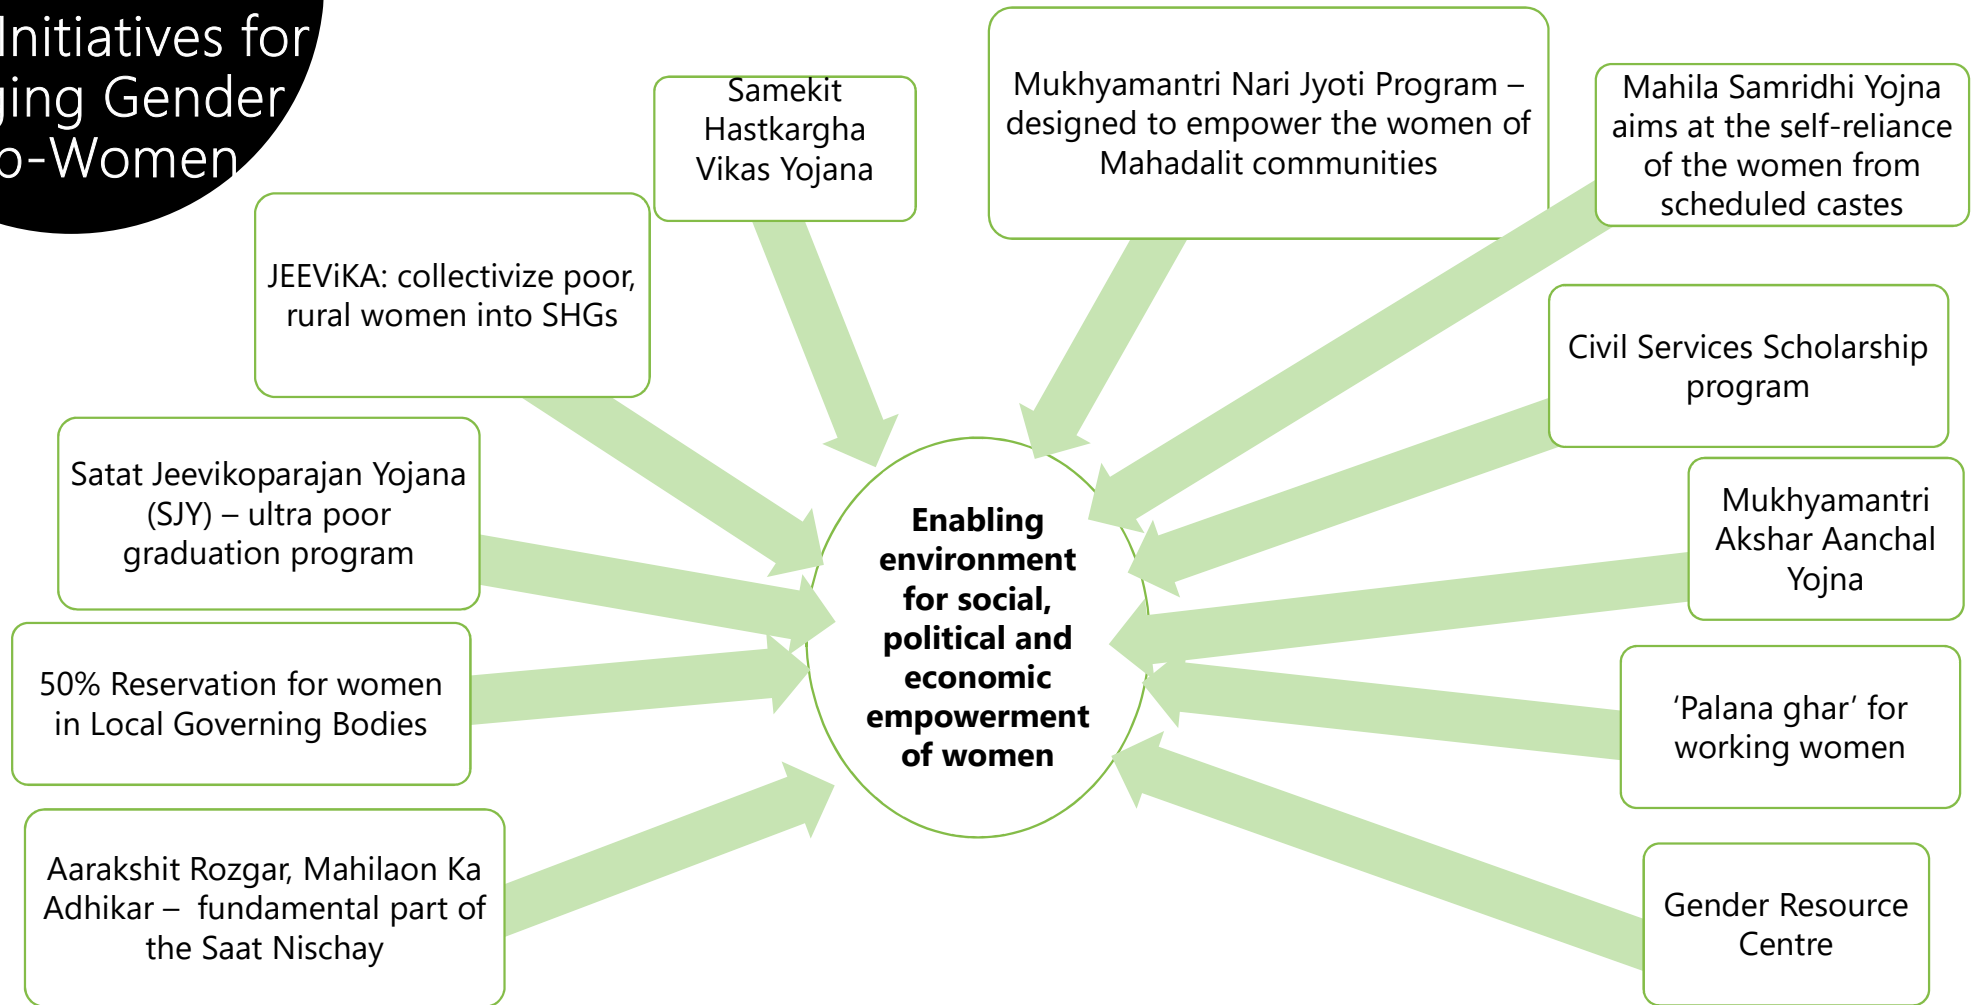 Initiatives for
ging Gender
p-Women
Samekit
Hastkargha
Vikas Yojana
Mukhyamantri Nari Jyoti Program –
designed to empower the women of
Mahadalit communities
Mahila Samridhi Yojna
aims at the self-reliance
of the women from
scheduled castes
JEEViKA: collectivize poor,
rural women into SHGs
Civil Services Scholarship
program
Satat Jeevikoparajan Yojana
(SJY) – ultra poor
graduation program
Mukhyamantri
Akshar Aanchal
Yojna
Enabling
environment
for social,
political and
economic
empowerment
of women
50% Reservation for women
in Local Governing Bodies
‘Palana ghar’ for
working women
Aarakshit Rozgar, Mahilaon Ka
Adhikar – fundamental part of
the Saat Nischay
Gender Resource
Centre